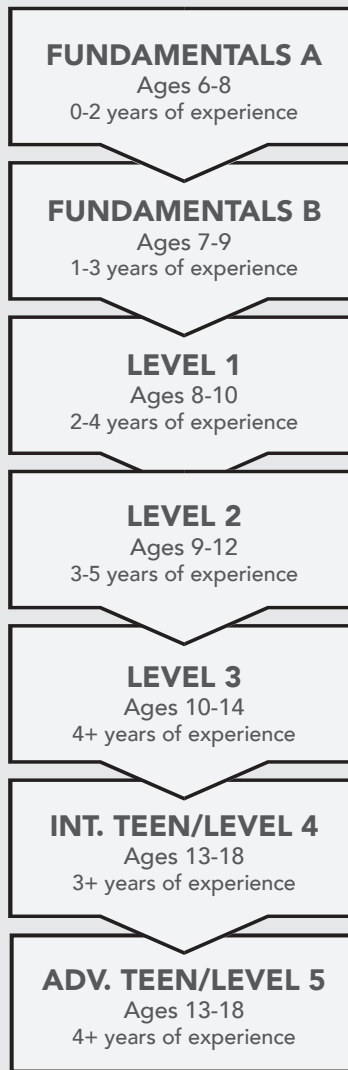 FUNDAMENTALS A
Ages 6-8
0-2 years of experience
FUNDAMENTALS B
Ages 7-9
1-3 years of experience
LEVEL 1
Ages 8-10
2-4 years of experience
LEVEL 2
Ages 9-12
3-5 years of experience
LEVEL 3
Ages 10-14
4+ years of experience
INT. TEEN/LEVEL 4
Ages 13-18
3+ years of experience
ADV. TEEN/LEVEL 5
Ages 13-18
4+ years of experience